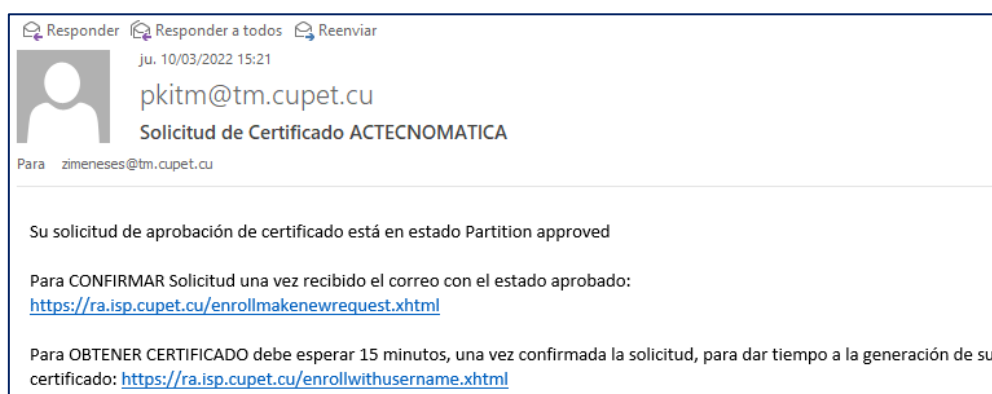 Responder Responder a todos Reenviar
ju. 10/03/2022 15:21
pkitm@tm.cupet.cu
Solicitud de Certificado ACTECNOMATICA
Para zimeneses@tm.cupet.cu
Su solicitud de aprobación de certificado está en estado Partition approved
Para CONFIRMAR Solicitud una vez recibido el correo con el estado aprobado:
https://ra.isp.cupet.cu/enrollmakenewrequest.xhtml
Para OBTENER CERTIFICADO debe esperar 15 minutos, una vez confirmada la solicitud, para dar tiempo a la generación de su
certificado: https://ra.isp.cupet.cu/enrollwithusername.xhtml